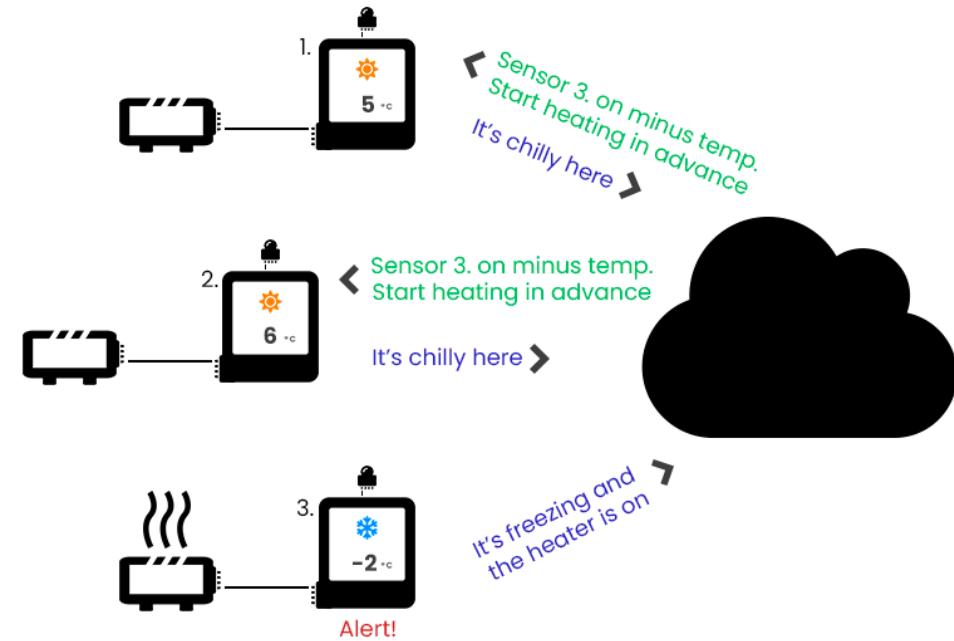 1.
5 °C
Sensor 3. on minus temp.
Start heating in advance
It's chilly here
2.
6 °C
Sensor 3. on minus temp.
Start heating in advance
It's chilly here
3.
-2 °C
Alert!
It's freezing and
the heater is on